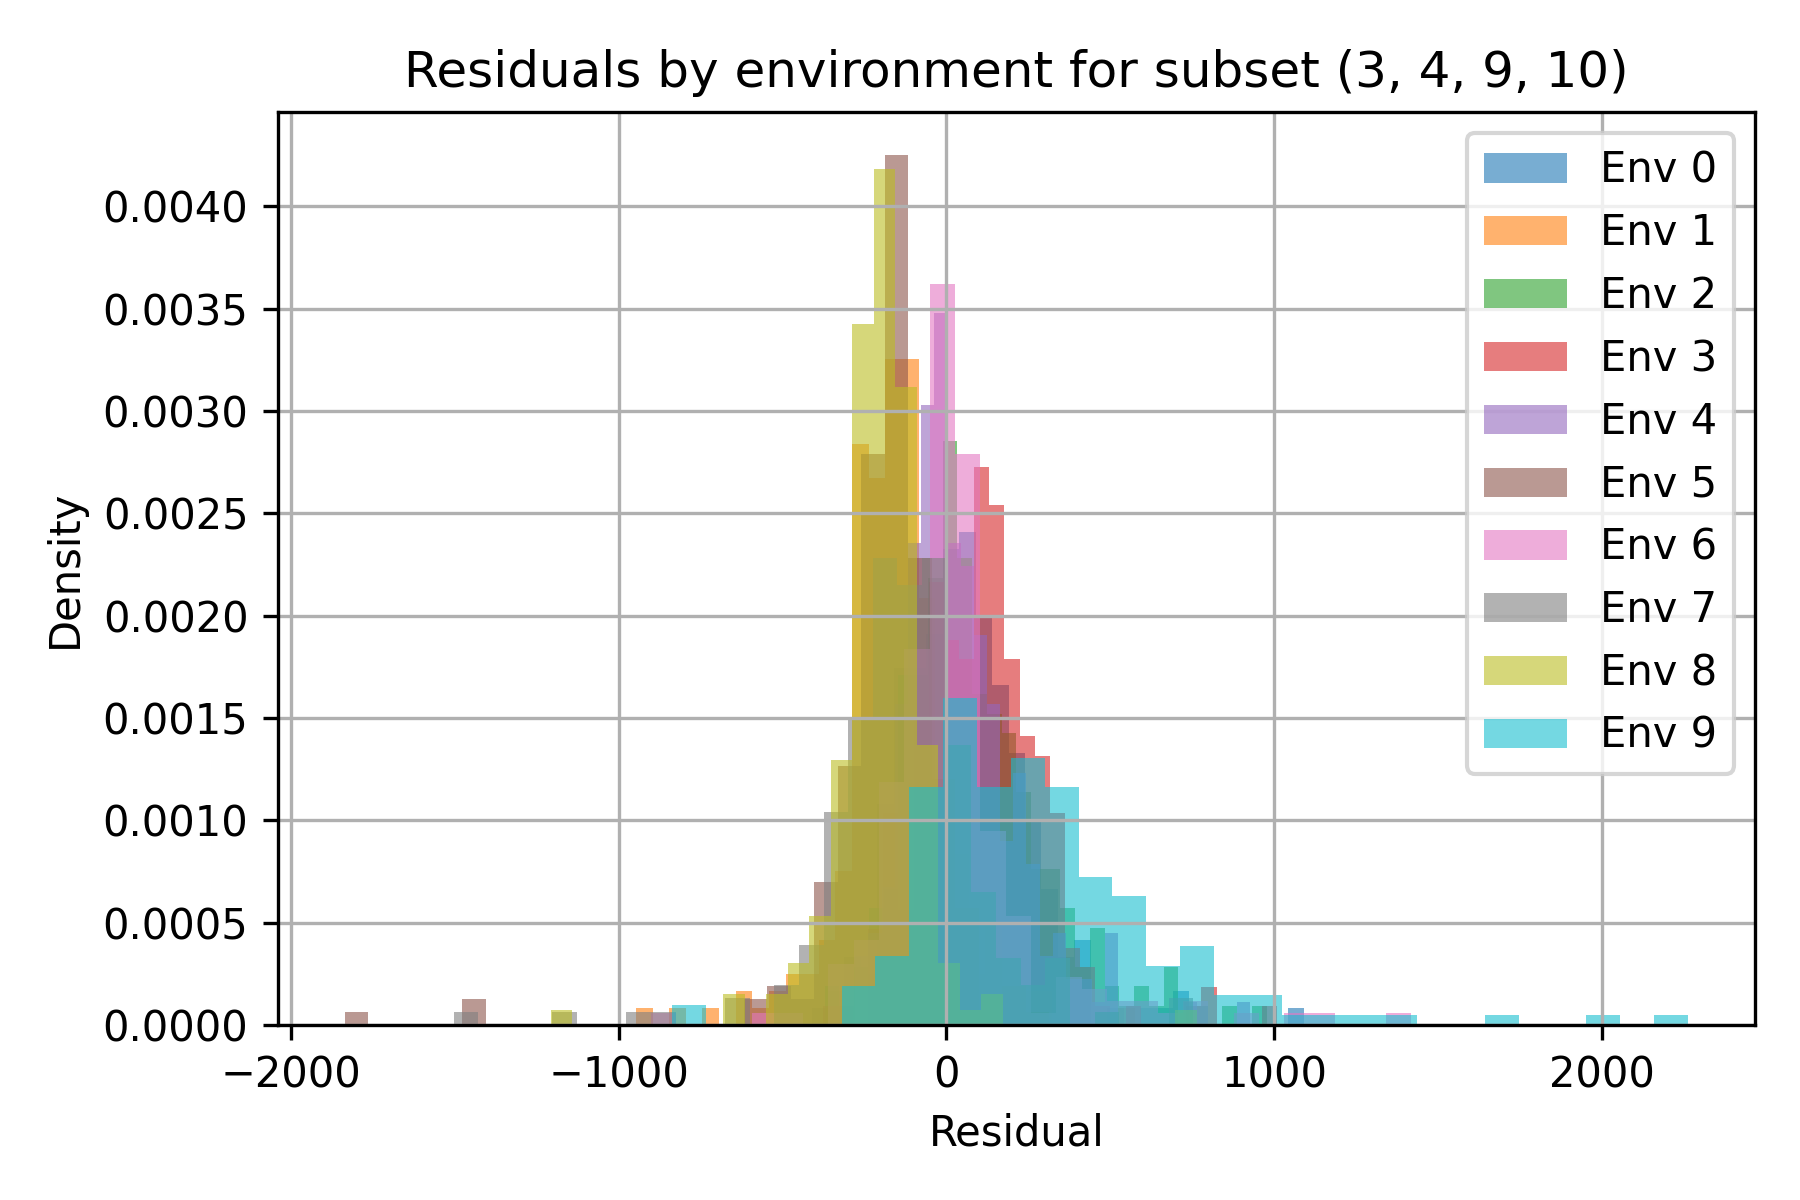 Residuals by environment for subset (3, 4, 9, 10)
Density
0.0040
0.0035
0.0030
0.0025
0.0020
0.0015
0.0010
0.0005
0.0000
−2000
−1000
0
1000
2000
Residual
Env 0
Env 1
Env 2
Env 3
Env 4
Env 5
Env 6
Env 7
Env 8
Env 9